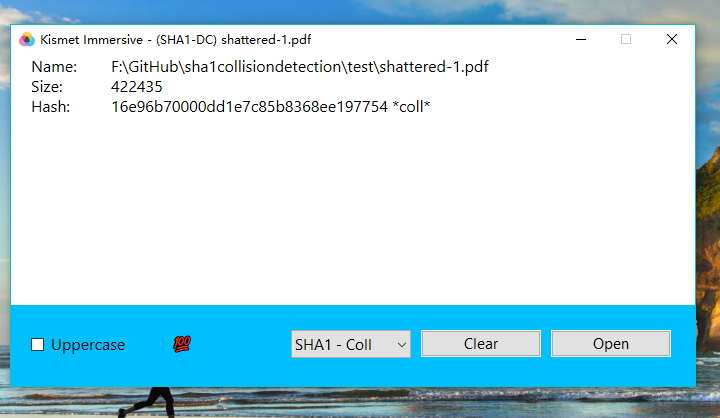 Kismet Immersive - (SHA1-DC) shattered-1.pdf
Name: F:\GitHub\sha1collisiondetection\test\shattered-1.pdf
Size: 422435
Hash: 16e96b70000dd1e7c85b8368ee197754 *coll*
Uppercase 💯 SHA1 - Coll Clear Open